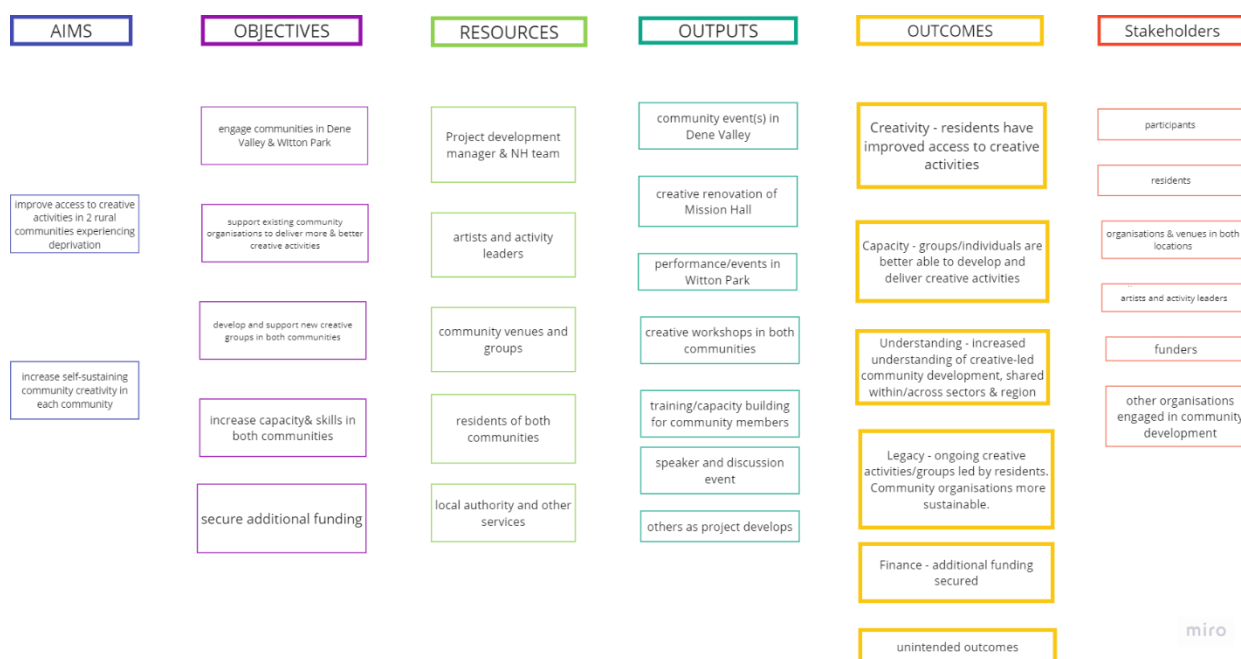 AIMS
OBJECTIVES
RESOURCES
OUTPUTS
OUTCOMES
Stakeholders
improve access to creative
activities in 2 rural
communities experiencing
deprivation
increase self-sustaining
community creativity in
each community
engage communities in Dene
Valley & Witton Park
support existing community
organisations to deliver more & better
creative activities
develop and support new creative
groups in both communities
increase capacity& skills in
both communities
secure additional funding
Project development
manager & NH team
artists and activity
leaders
community venues and
groups
residents of both
communities
local authority and other
services
community event(s) in
Dene Valley
creative renovation of
Mission Hall
performance/events in
Witton Park
creative workshops in both
communities
training/capacity building
for community members
speaker and discussion
event
others as project develops
Creativity - residents have
improved access to creative
activities
Capacity - groups/individuals are
better able to develop and
deliver creative activities
Understanding - increased
understanding of creative-led
community development, shared
within/across sectors & region
Legacy - ongoing creative
activities/groups led by residents.
Community organisations more
sustainable.
Finance - additional funding
secured
unintended outcomes
participants
residents
organisations & venues in both
locations
artists and activity leaders
funders
other organisations
engaged in community
development
miro